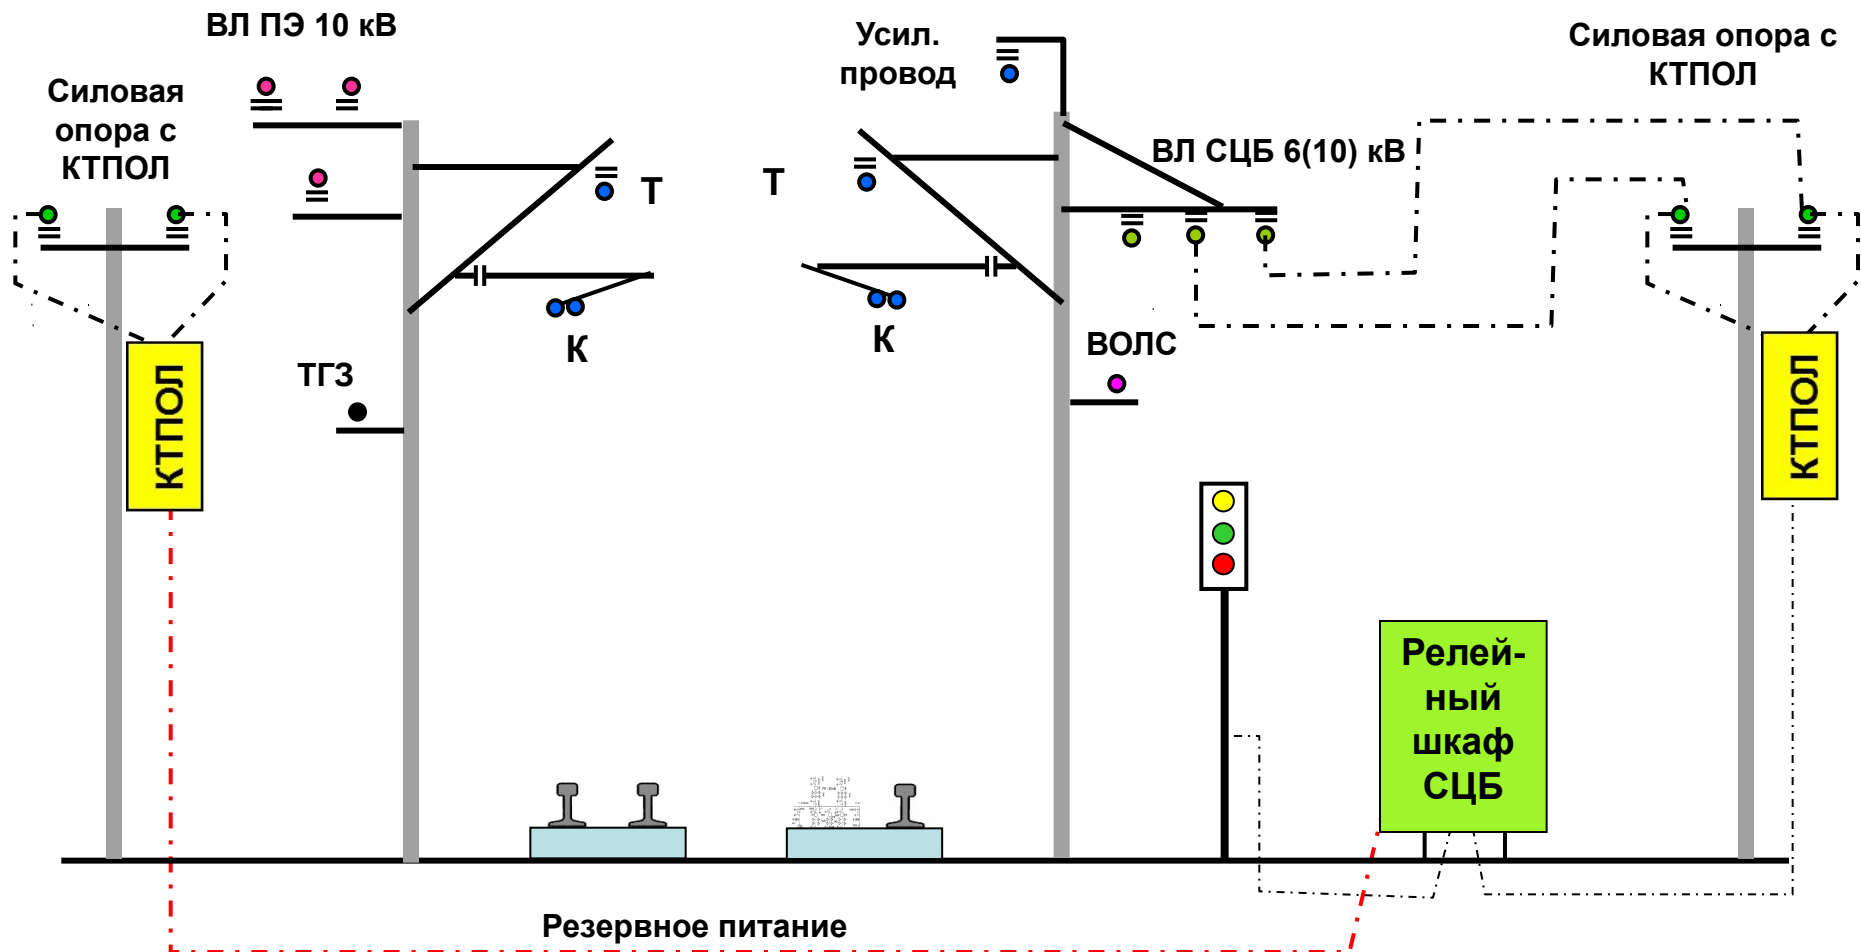 ВЛ ПЭ 10 кВ
Силовая
опора с
КТПОЛ
Усил.
провод
Силовая опора с
КТПОЛ
ВЛ СЦБ 6(10) кВ
Т
Т
К
К
ВОЛС
ТГЗ
КТПОЛ
КТПОЛ
Релей-
ный
шкаф
СЦБ
Резервное питание